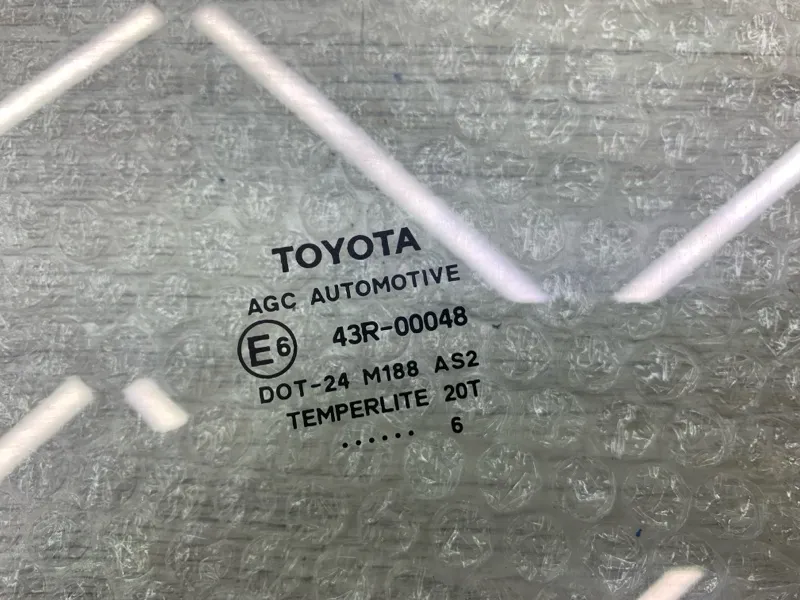 TOYOTA
AGC AUTOMOTIVE
E6 43R-00048
DOT-24 M188 AS2
TEMPERLITE 20T
...... 6